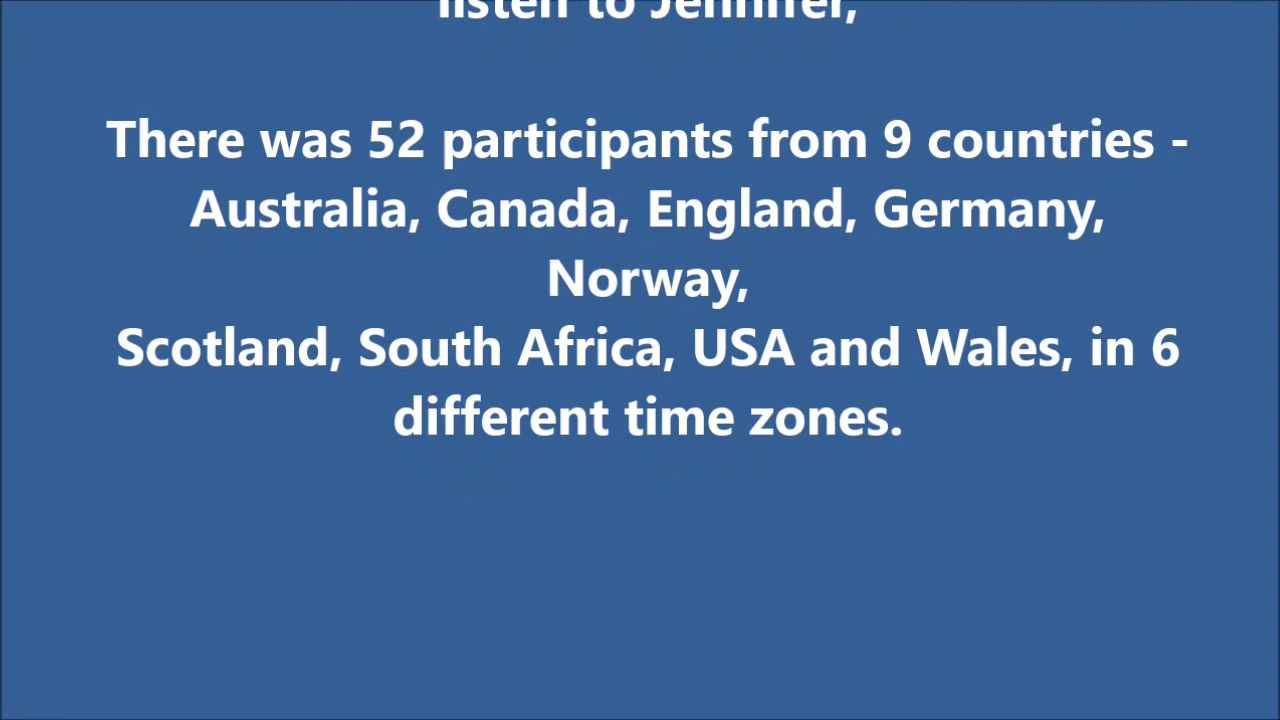 listen to Jennifer,
There was 52 participants from 9 countries -
Australia, Canada, England, Germany,
Norway,
Scotland, South Africa, USA and Wales, in 6
different time zones.